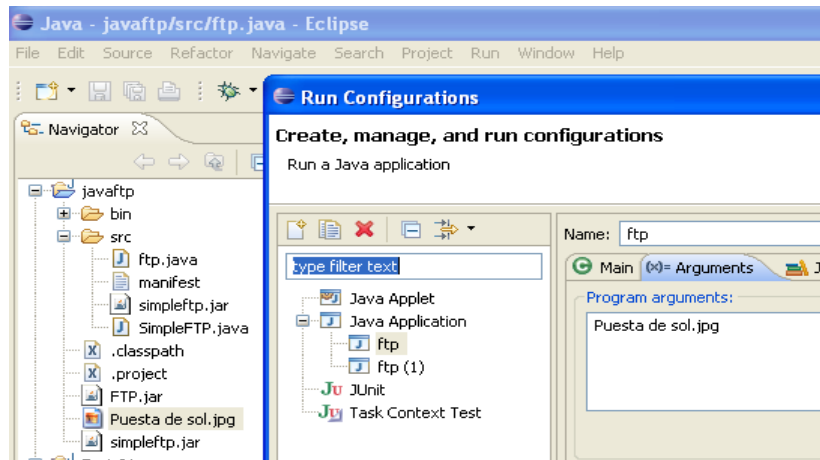 Java - javaftp/src/ftp.java - Eclipse
File Edit Source Refactor Navigate Search Project Run Window Help
Navigator
javaftp
bin
src
ftp.java
manifest
simpleftp.jar
SimpleFTP.java
.classpath
.project
FTP.jar
Puesta de sol.jpg
simpleftp.jar
Run Configurations
Create, manage, and run configurations
Run a Java application
type filter text
Java Applet
Java Application
ftp
ftp (1)
JUnit
Task Context Test
Name: ftp
Main (x)= Arguments J
Program arguments:
Puesta de sol.jpg